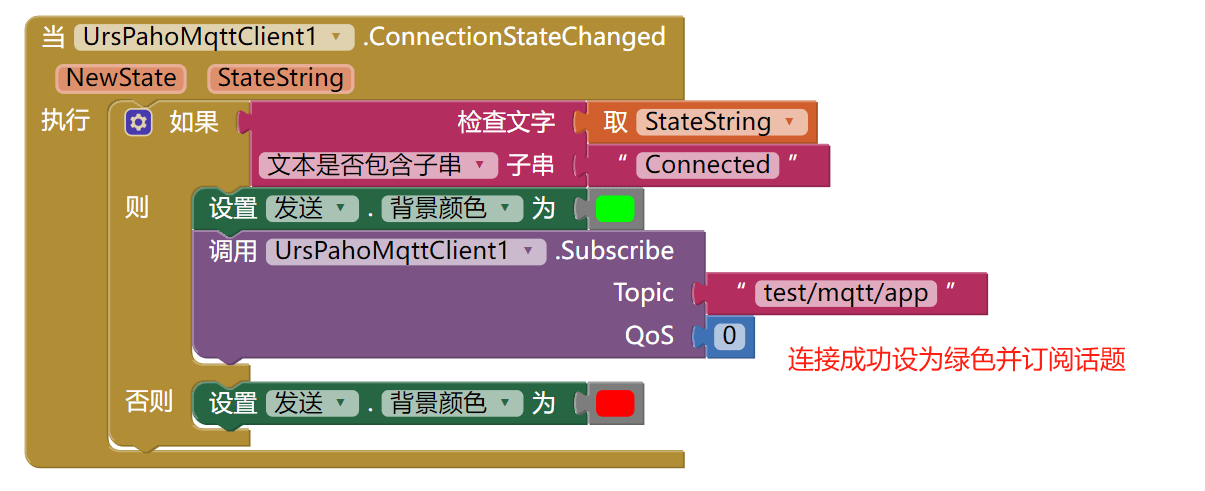 当 UrsPahoMqttClient1 .ConnectionStateChanged
NewState StateString
执行 如果 检查文字 取 StateString
文本是否包含子串 子串 “ Connected ”
则 设置 发送 . 背景颜色 为
调用 UrsPahoMqttClient1 .Subscribe
Topic “ test/mqtt/app ”
QoS 0
连接成功设为绿色并订阅话题
否则 设置 发送 . 背景颜色 为